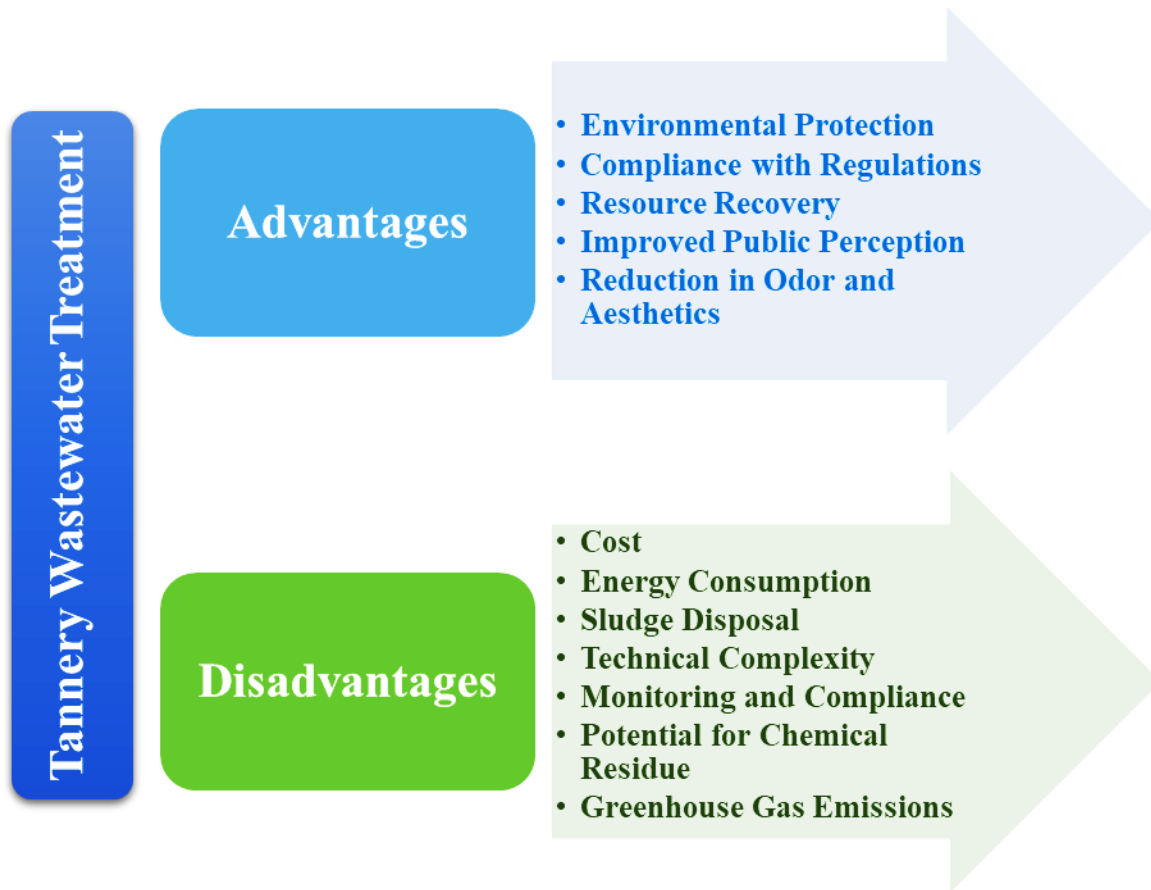 Tannery Wastewater Treatment
Advantages
• Environmental Protection
• Compliance with Regulations
• Resource Recovery
• Improved Public Perception
• Reduction in Odor and
Aesthetics
Disadvantages
• Cost
• Energy Consumption
• Sludge Disposal
• Technical Complexity
• Monitoring and Compliance
• Potential for Chemical
Residue
• Greenhouse Gas Emissions